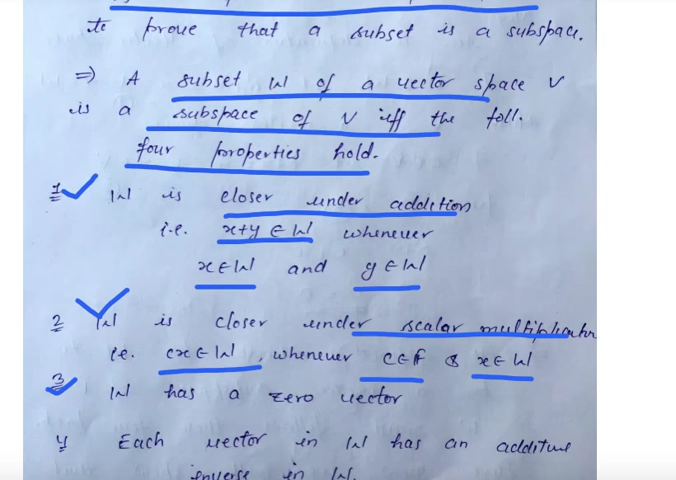 to prove that a subset is a subspace.
⇒ A subset W of a vector space V
is a subspace of V iff the foll.
four properties hold.
1 W is closer under addition
i.e. x+y ∈ W whenever
x ∈ W and y ∈ W
2 W is closer under scalar multiplicatn
i.e. cx ∈ W, whenever c ∈ F & x ∈ W
3 W has a zero vector
4 Each vector in W has an additive
inverse in W.